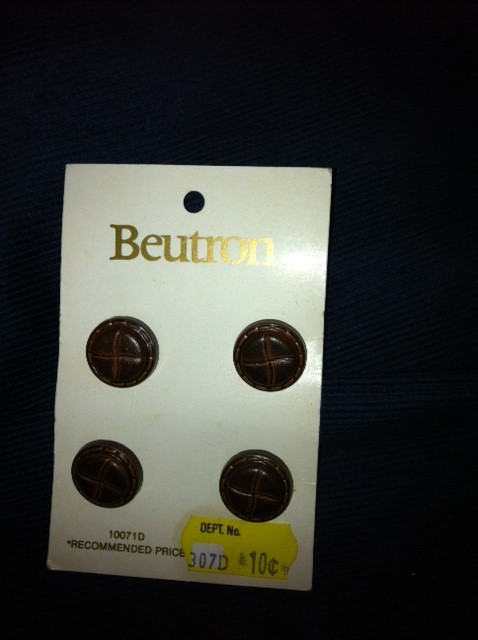 Beutron
10071D
*RECOMMENDED PRICE
DEPT. No.
307D 10¢